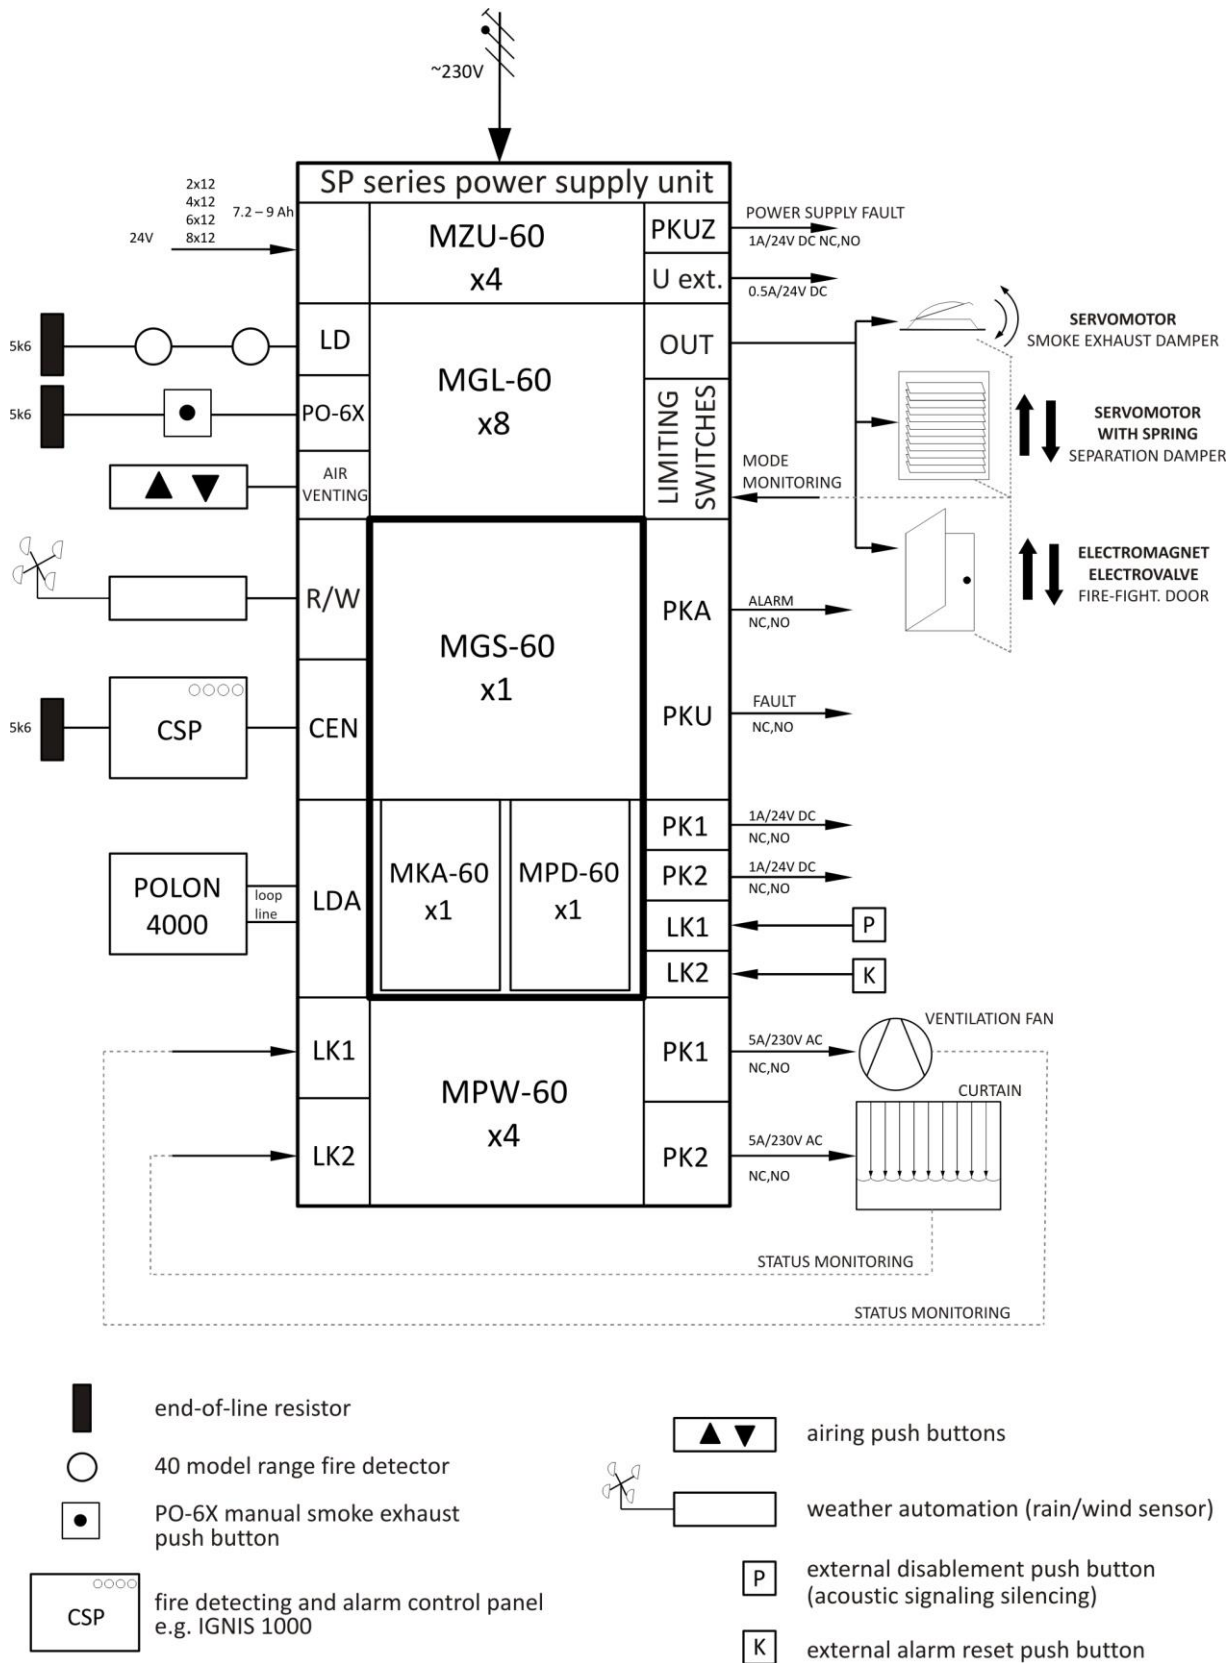 ~230V
SP series power supply unit
2x12
4x12
6x12
8x12
7.2 – 9 Ah
24V
MZU-60
x4
PKUZ
POWER SUPPLY FAULT
1A/24V DC NC,NO
U ext.
0.5A/24V DC
5k6
LD
MGL-60
x8
OUT
SERVOMOTOR
SMOKE EXHAUST DAMPER
5k6
PO-6X
LIMITING
SWITCHES
SERVOMOTOR
WITH SPRING
SEPARATION DAMPER
AIR
VENTING
MODE
MONITORING
ELECTROMAGNET
ELECTROVALVE
FIRE-FIGHT. DOOR
R/W
MGS-60
x1
PKA
ALARM
NC,NO
5k6
CSP
CEN
PKU
FAULT
NC,NO
POLON
4000
loop
line
LDA
MKA-60
x1
MPD-60
x1
PK1
1A/24V DC
NC,NO
PK2
1A/24V DC
NC,NO
LK1
P
LK2
K
LK1
MPW-60
x4
PK1
5A/230V AC
NC,NO
VENTILATION FAN
CURTAIN
LK2
PK2
5A/230V AC
NC,NO
STATUS MONITORING
STATUS MONITORING
end-of-line resistor
40 model range fire detector
PO-6X manual smoke exhaust
push button
CSP
fire detecting and alarm control panel
e.g. IGNIS 1000
airing push buttons
weather automation (rain/wind sensor)
P
external disablement push button
(acoustic signaling silencing)
K
external alarm reset push button